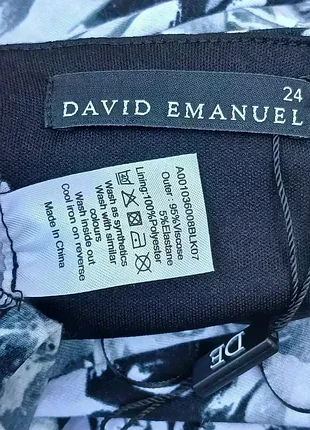 24
DAVID EMANUEL
A001036008BLK07
Outer : 95%Viscose
5%Elastane
Lining:100%Polyester
Wash as synthetics
Wash with similar
colours
Wash Inside out
Cool iron on reverse
Made In China
DE